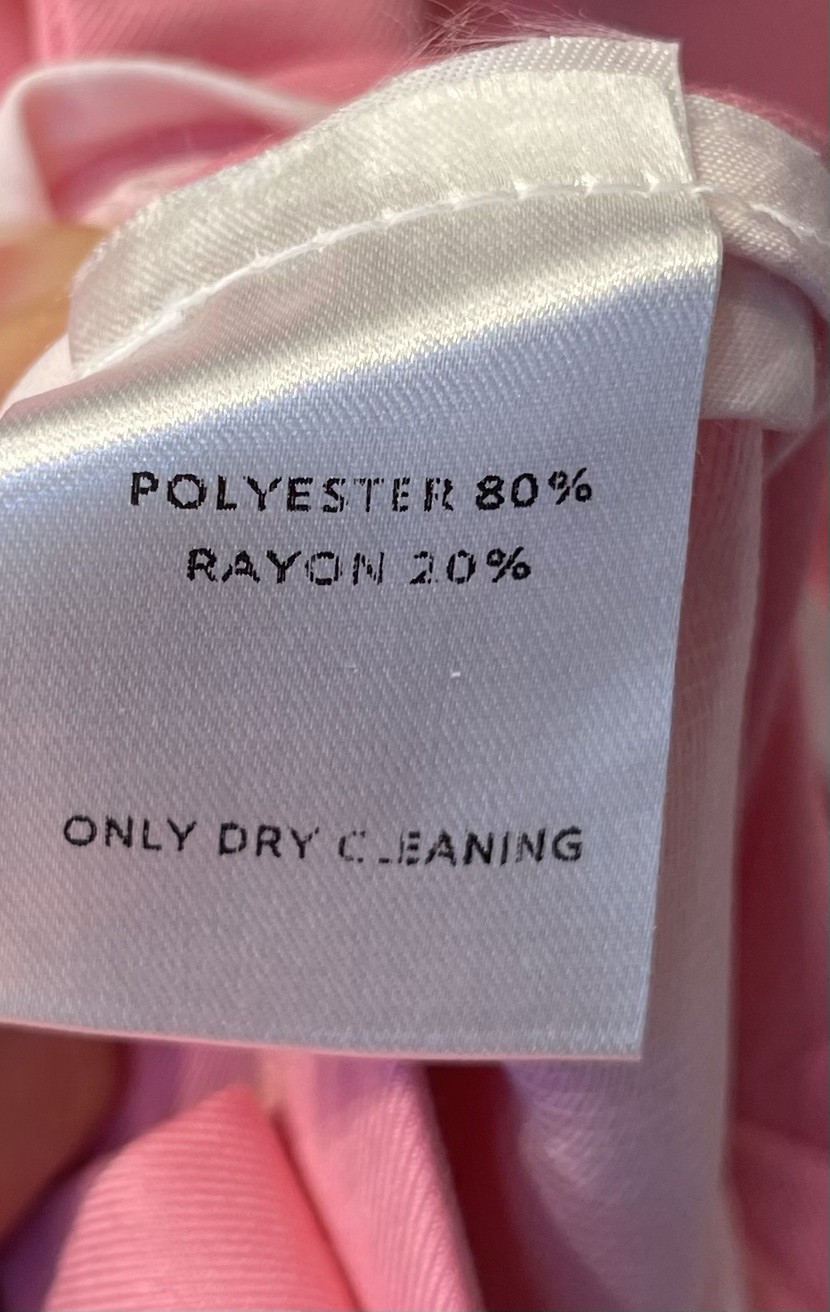 POLYESTER 80%
RAYON 20%
ONLY DRY CLEANING